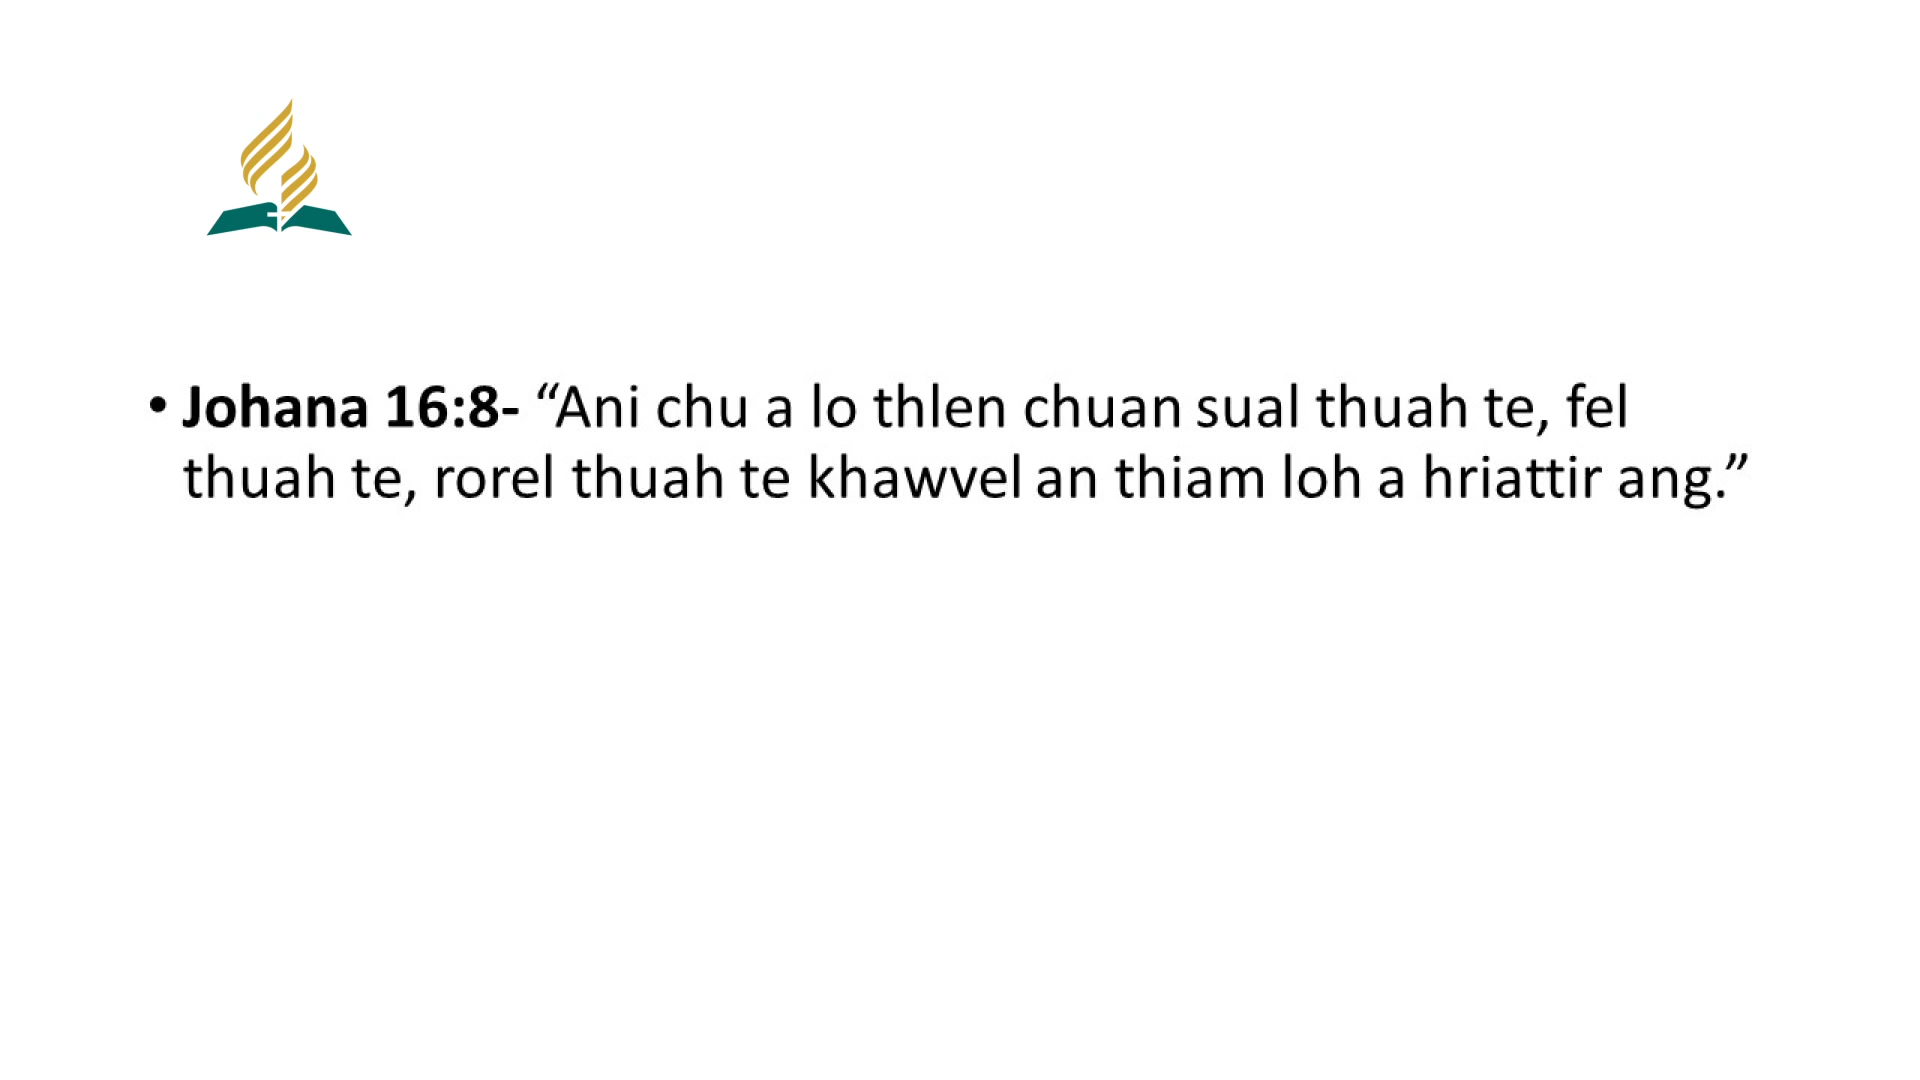 • Johana 16:8- “Ani chu a lo thlen chuan sual thuah te, fel
thuah te, rorel thuah te khawvel an thiam loh a hriattir ang.”